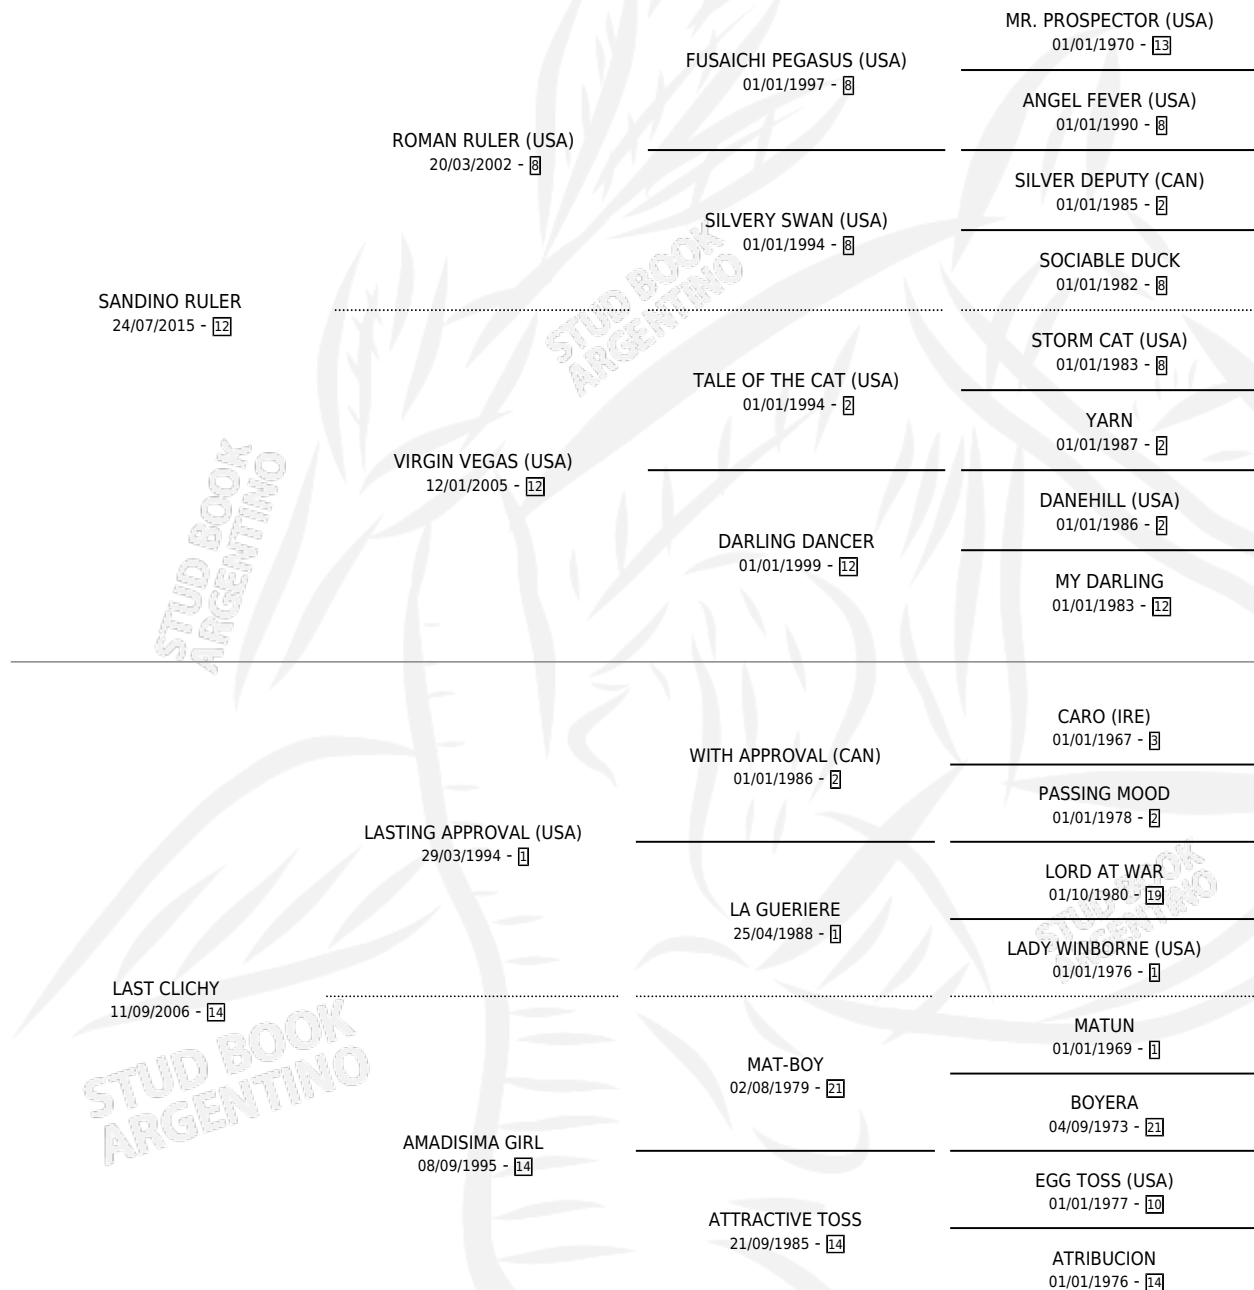 MR. PROSPECTOR (USA)
01/01/1970 - 13
FUSAICHI PEGASUS (USA)
01/01/1997 - 8
ANGEL FEVER (USA)
01/01/1990 - 8
ROMAN RULER (USA)
20/03/2002 - 8
SILVER DEPUTY (CAN)
01/01/1985 - 2
SILVERY SWAN (USA)
01/01/1994 - 8
SOCIABLE DUCK
01/01/1982 - 8
STUD BOOK
ARGENTINO
SANDINO RULER
24/07/2015 - 12
STORM CAT (USA)
01/01/1983 - 8
TALE OF THE CAT (USA)
01/01/1994 - 2
YARN
01/01/1987 - 2
VIRGIN VEGAS (USA)
12/01/2005 - 12
DANEHILL (USA)
01/01/1986 - 2
DARLING DANCER
01/01/1999 - 12
MY DARLING
01/01/1983 - 12
STUD BOOK
ARGENTINO
CARO (IRE)
01/01/1967 - 3
WITH APPROVAL (CAN)
01/01/1986 - 2
PASSING MOOD
01/01/1978 - 2
LASTING APPROVAL (USA)
29/03/1994 - 1
LORD AT WAR
01/10/1980 - 19
LA GUERIERE
25/04/1988 - 1
LADY WINBORNE (USA)
01/01/1976 - 1
STUD BOOK
ARGENTINO
LAST CLICHY
11/09/2006 - 14
MATUN
01/01/1969 - 1
MAT-BOY
02/08/1979 - 21
BOYERA
04/09/1973 - 21
STUD BOOK
ARGENTINO
AMADISIMA GIRL
08/09/1995 - 14
EGG TOSS (USA)
01/01/1977 - 10
ATTRACTIVE TOSS
21/09/1985 - 14
ATRIBUCION
01/01/1976 - 14